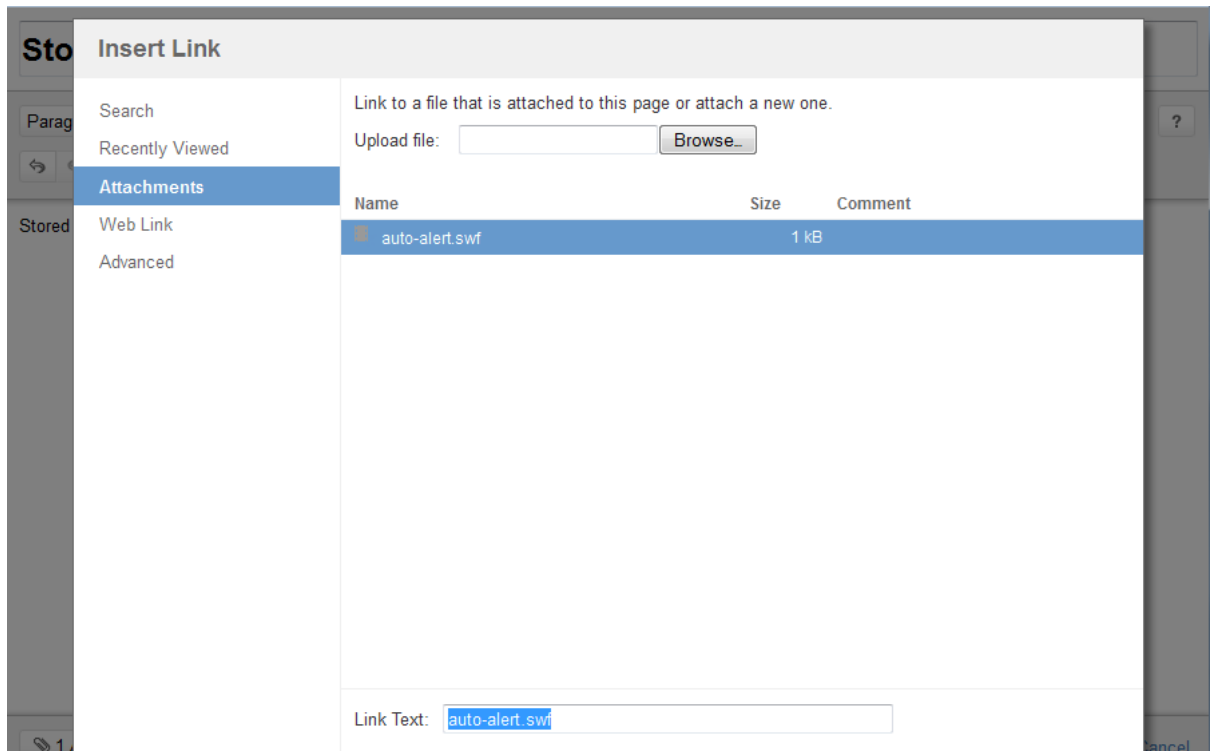 Sto
Insert Link
Parag
?
Search
Recently Viewed
Attachments
Web Link
Advanced
Link to a file that is attached to this page or attach a new one.
Upload file: Browse...
Name Size Comment
auto-alert.swf 1 kB
Stored
Link Text: auto-alert.swf
1
Cancel